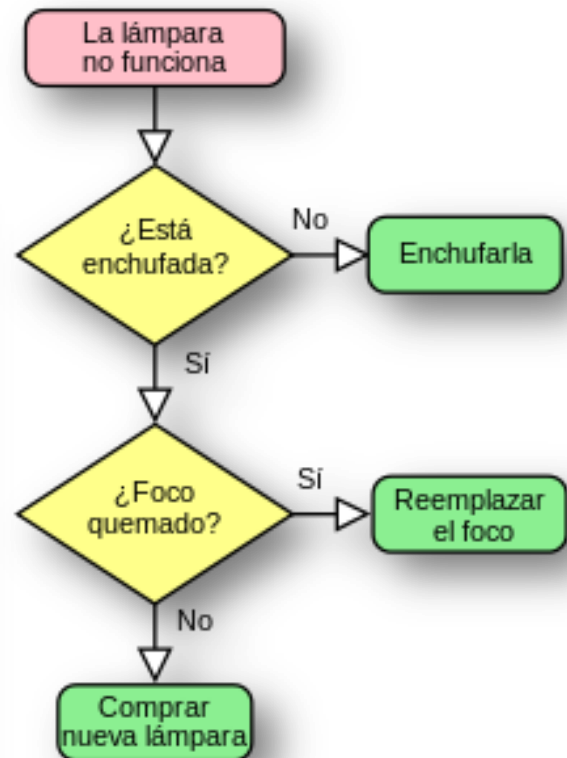 La lámpara
no funciona
¿Está
enchufada?
No
Enchufarla
Sí
¿Foco
quemado?
Sí
Reemplazar
el foco
No
Comprar
nueva lámpara